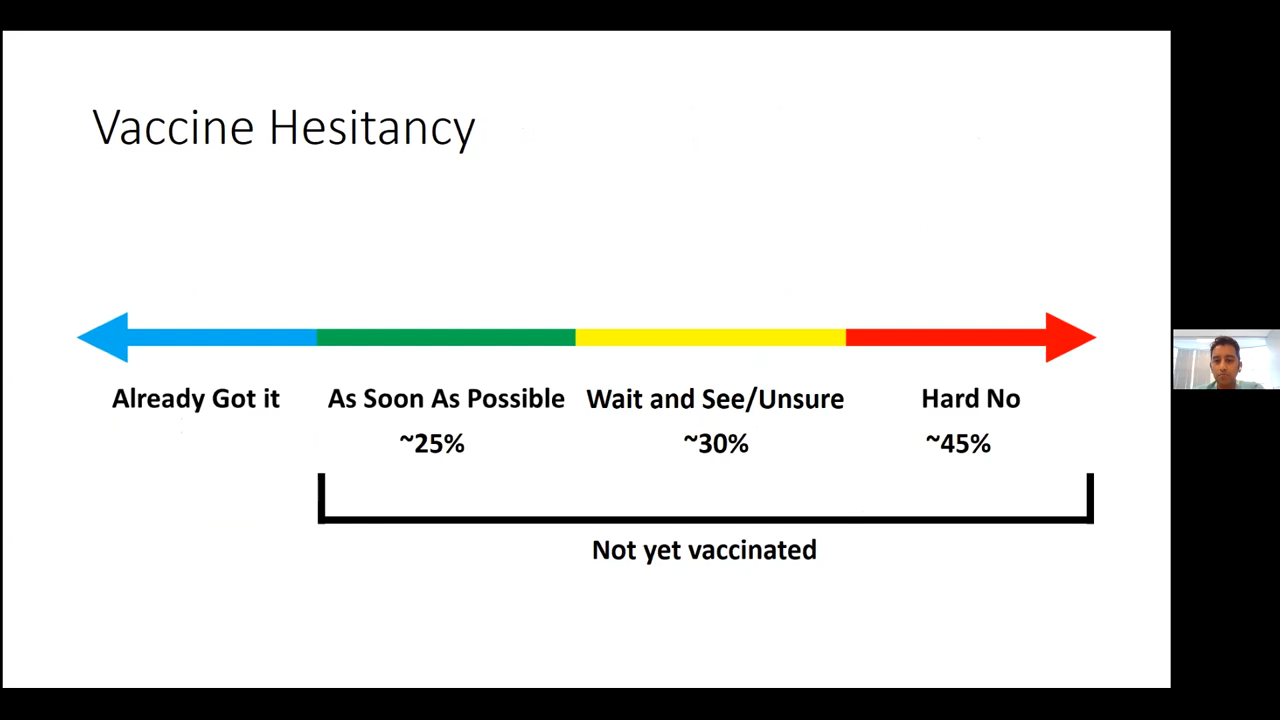 Vaccine Hesitancy
Already Got it
As Soon As Possible
Wait and See/Unsure
Hard No
~25%
~30%
~45%
Not yet vaccinated